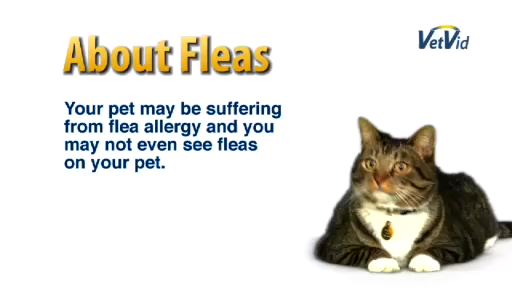 About Fleas
VetVid
Your pet may be suffering
from flea allergy and you
may not even see fleas
on your pet.